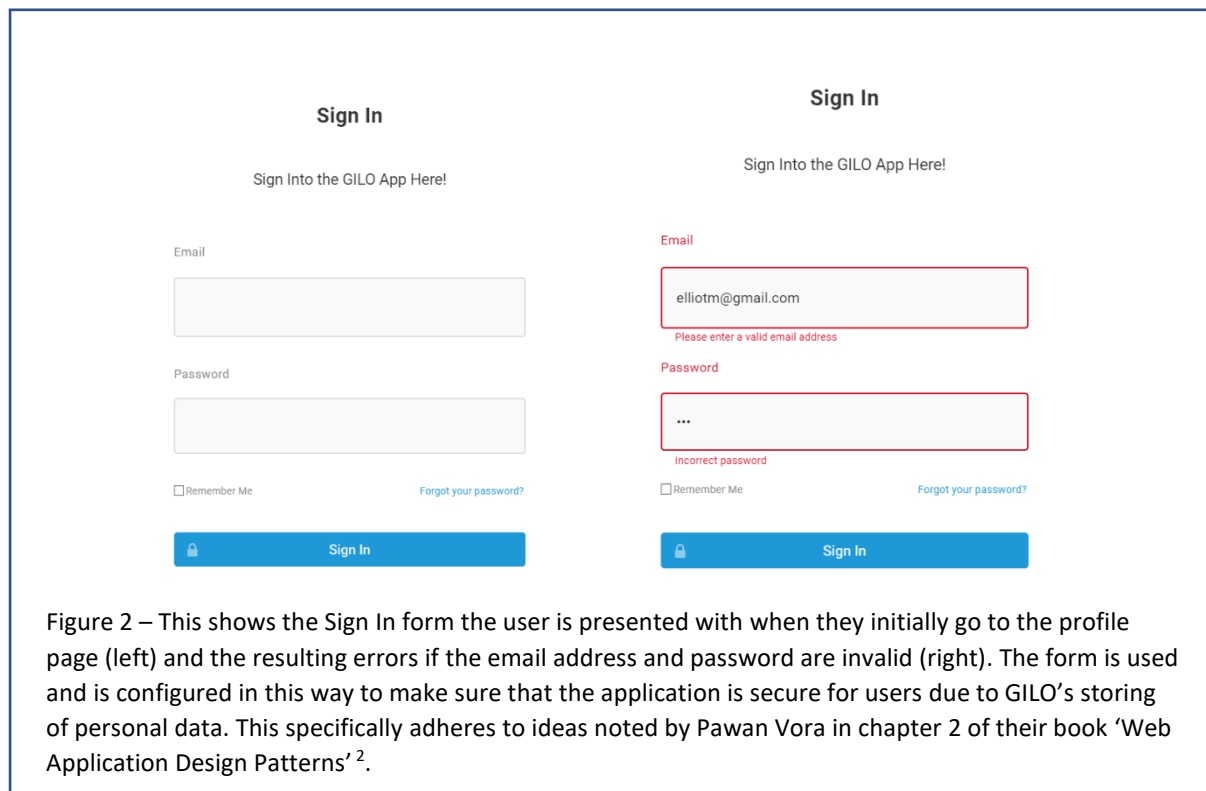 Sign In
Sign Into the GILO App Here!
Email
Password
Remember Me
Forgot your password?
Sign In
Sign In
Sign Into the GILO App Here!
Email
elliotm@gmail.com
Please enter a valid email address
Password
•••
Incorrect password
Remember Me
Forgot your password?
Sign In
Figure 2 – This shows the Sign In form the user is presented with when they initially go to the profile
page (left) and the resulting errors if the email address and password are invalid (right). The form is used
and is configured in this way to make sure that the application is secure for users due to GILO’s storing
of personal data. This specifically adheres to ideas noted by Pawan Vora in chapter 2 of their book ‘Web
Application Design Patterns’ ².